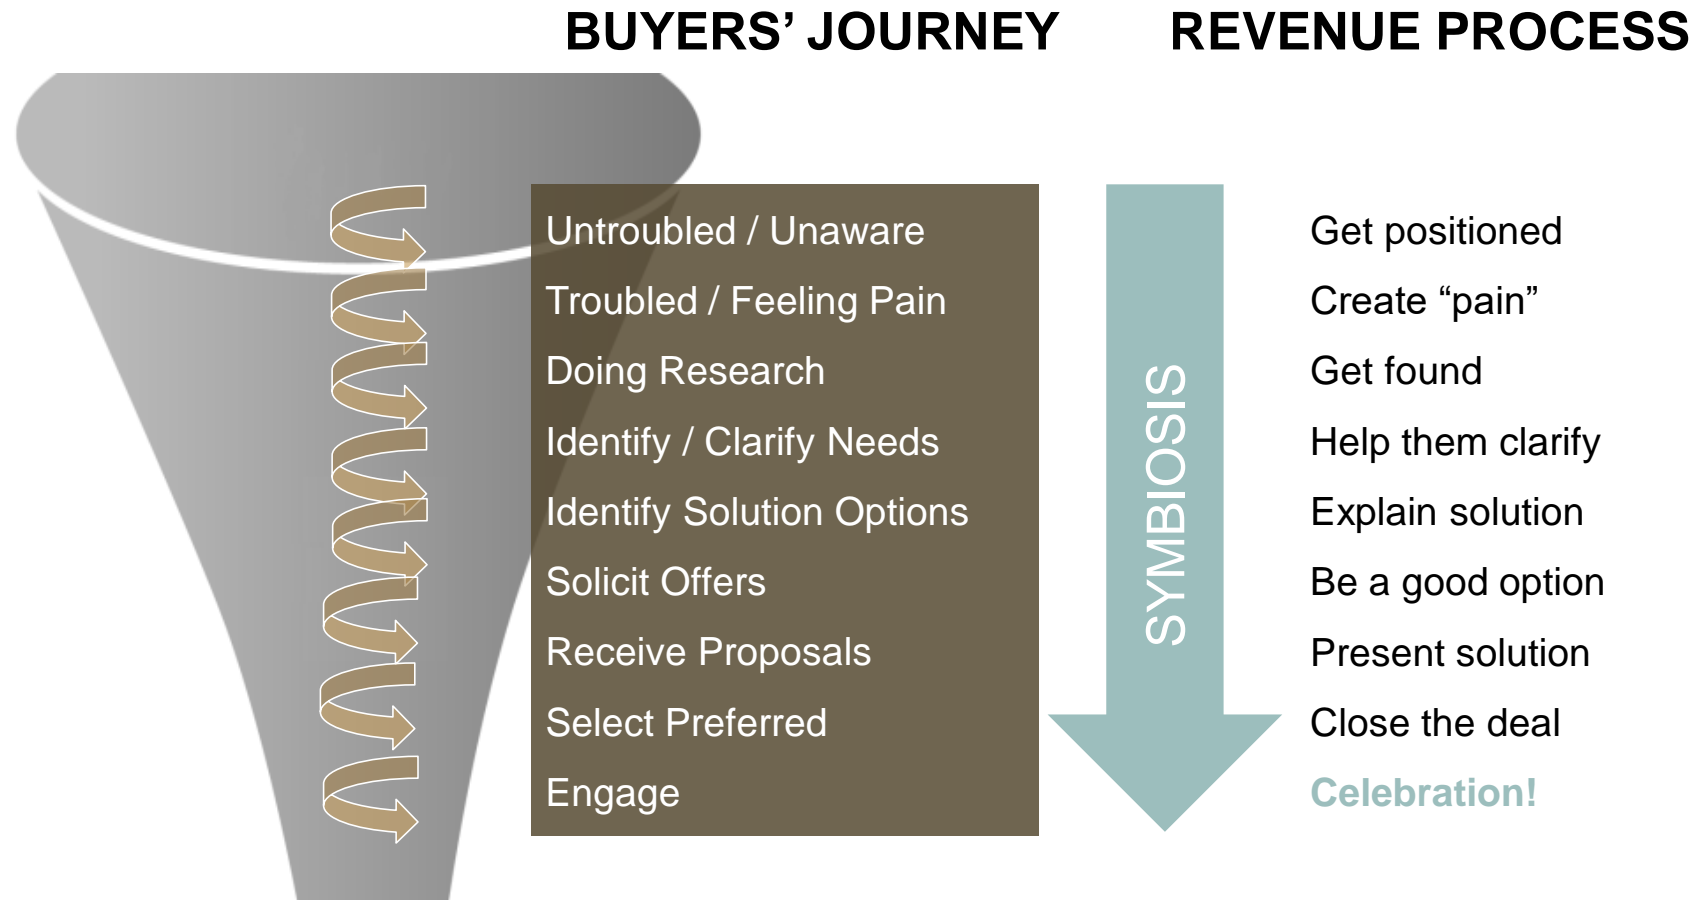 BUYERS’ JOURNEY
REVENUE PROCESS
Untroubled / Unaware
Troubled / Feeling Pain
Doing Research
Identify / Clarify Needs
Identify Solution Options
Solicit Offers
Receive Proposals
Select Preferred
Engage
SYMBIOSIS
Get positioned
Create “pain”
Get found
Help them clarify
Explain solution
Be a good option
Present solution
Close the deal
Celebration!